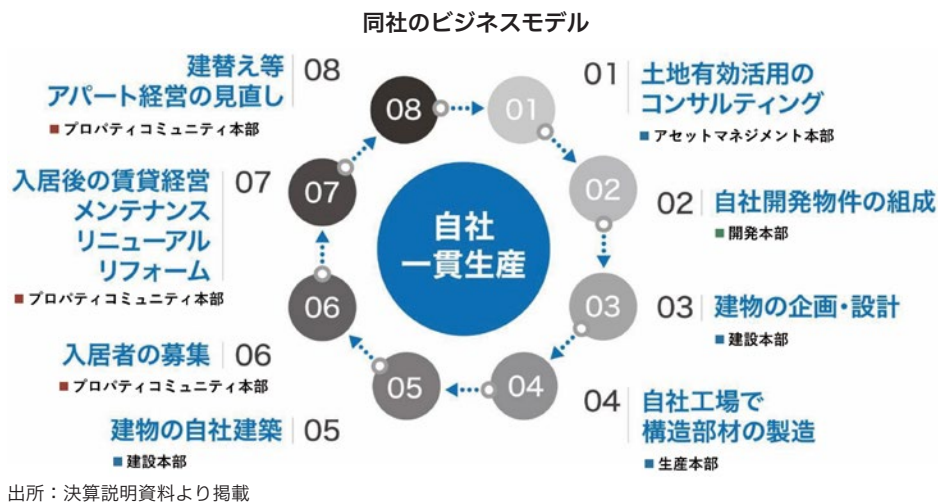 同社のビジネスモデル
01
土地有効活用の
コンサルティング
■アセットマネジメント本部
02
自社開発物件の組成
■開発本部
03
建物の企画・設計
■建設本部
04
自社工場で
構造部材の製造
■生産本部
建物の自社建築
05
■建設本部
入居者の募集
06
■プロパティコミュニティ本部
入居後の賃貸経営
07
メンテナンス
リニューアル
リフォーム
■プロパティコミュニティ本部
建替え等
08
アパート経営の見直し
■プロパティコミュニティ本部
01
02
03
04
05
06
07
08
自社
一貫生産
出所：決算説明資料より掲載